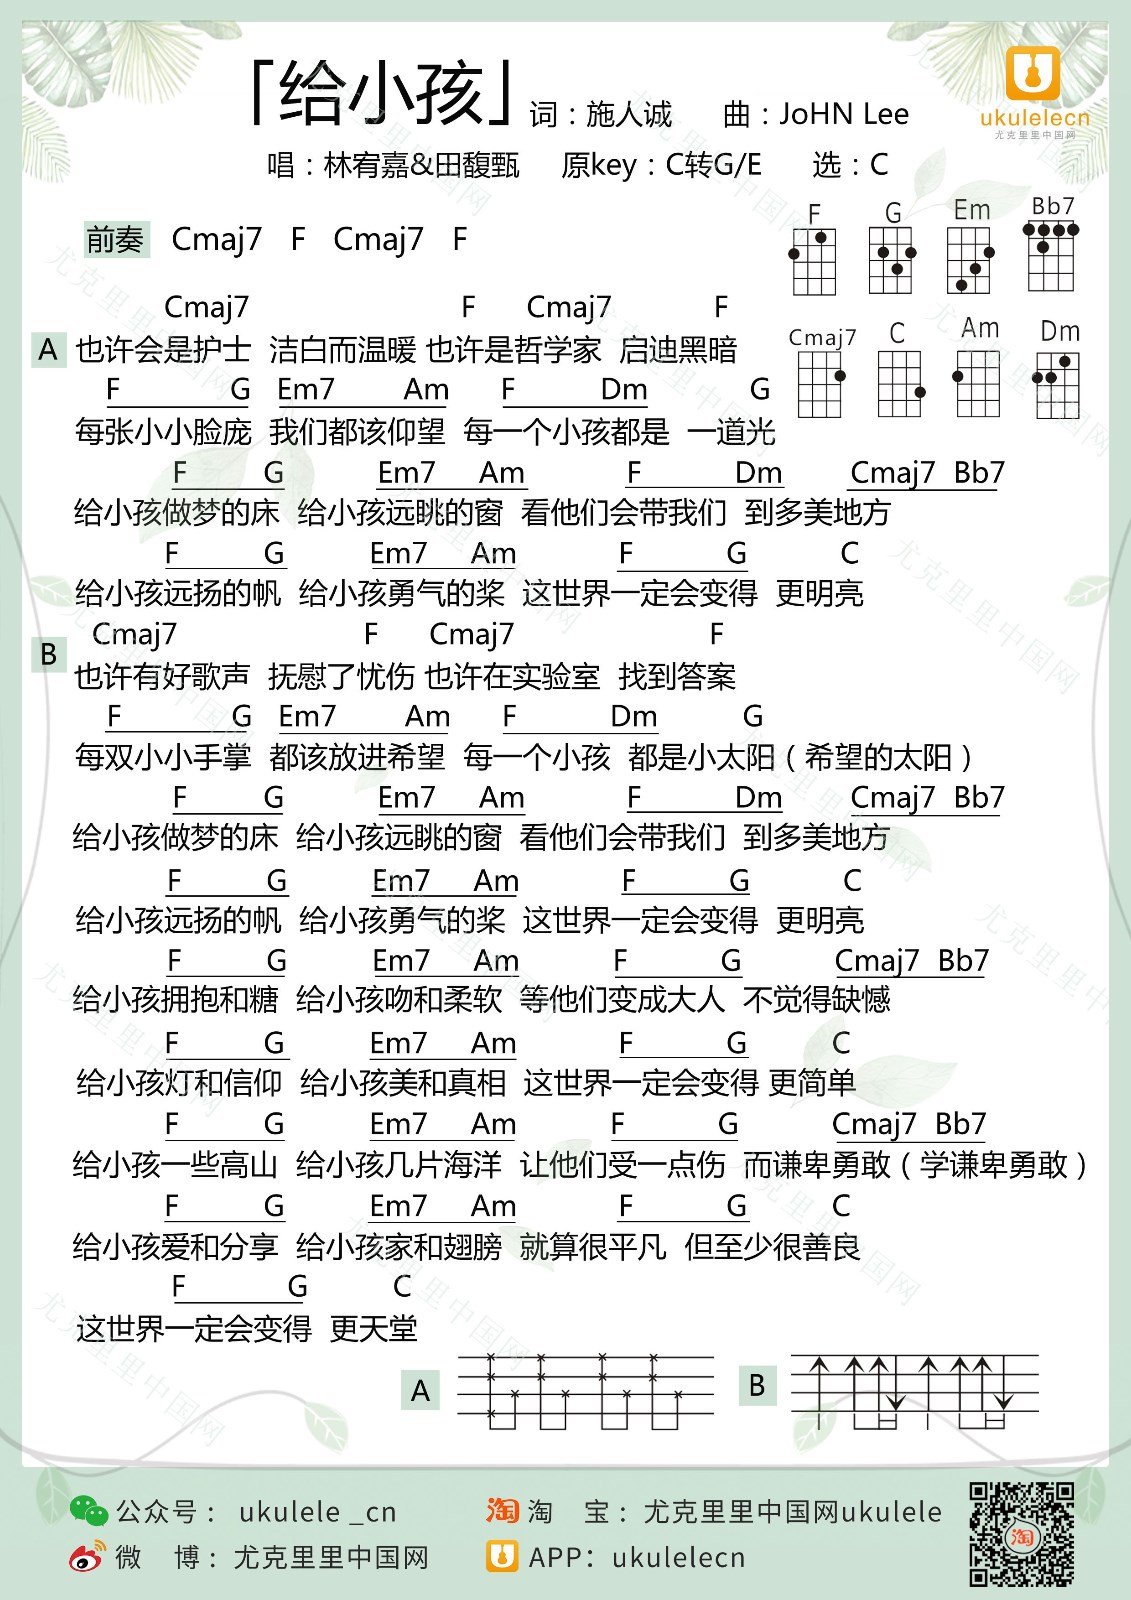 「给小孩」 词：施人诚 曲：JoHN Lee
ukulelecn
尤克里里中国网
唱：林宥嘉&田馥甄 原key：C转G/E 选：C
F G Em Bb7
前奏 Cmaj7 F Cmaj7 F
Cmaj7 C Am Dm
Cmaj7 F Cmaj7 F
A 也许会是护士 洁白而温暖 也许是哲学家 启迪黑暗
F G Em7 Am F Dm G
每张小小脸庞 我们都该仰望 每一个小孩都是 一道光
F G Em7 Am F Dm Cmaj7 Bb7
给小孩做梦的床 给小孩远眺的窗 看他们会带我们 到多美地方
F G Em7 Am F G C
给小孩远扬的帆 给小孩勇气的桨 这世界一定会变得 更明亮
Cmaj7 F Cmaj7 F
B 也许有好歌声 抚慰了忧伤 也许在实验室 找到答案
F G Em7 Am F Dm G
每双小小手掌 都该放进希望 每一个小孩 都是小太阳（希望的太阳）
F G Em7 Am F Dm Cmaj7 Bb7
给小孩做梦的床 给小孩远眺的窗 看他们会带我们 到多美地方
F G Em7 Am F G C
给小孩远扬的帆 给小孩勇气的桨 这世界一定会变得 更明亮
F G Em7 Am F G Cmaj7 Bb7
给小孩拥抱和糖 给小孩吻和柔软 等他们变成大人 不觉得缺憾
F G Em7 Am F G C
给小孩灯和信仰 给小孩美和真相 这世界一定会变得 更简单
F G Em7 Am F G Cmaj7 Bb7
给小孩一些高山 给小孩几片海洋 让他们受一点伤 而谦卑勇敢（学谦卑勇敢）
F G Em7 Am F G C
给小孩爱和分享 给小孩家和翅膀 就算很平凡 但至少很善良
F G C
这世界一定会变得 更天堂
A B
公众号： ukulele _cn 淘 淘 宝：尤克里里中国网ukulele
微 博：尤克里里中国网 APP：ukulelecn
淘